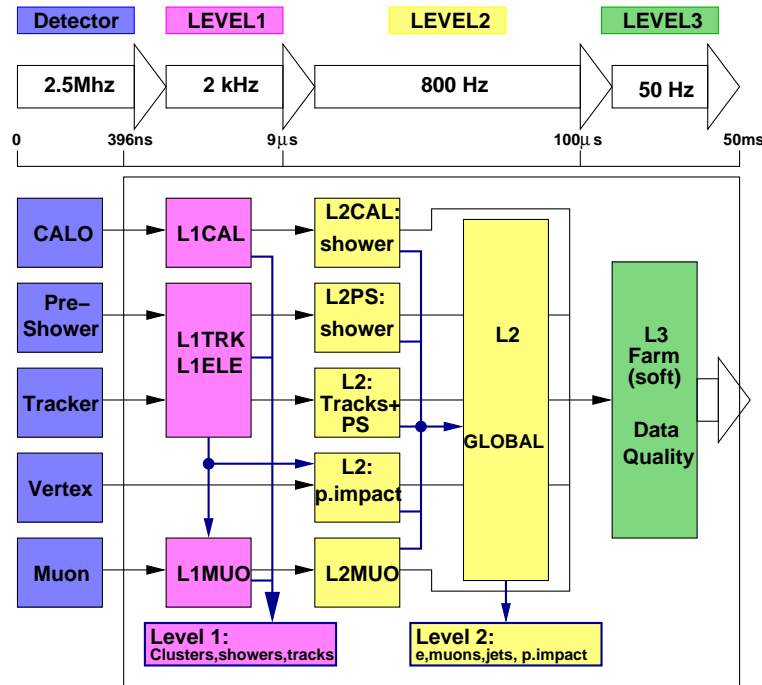 Detector LEVEL1 LEVEL2 LEVEL3
2.5Mhz 2 kHz 800 Hz 50 Hz
0 396ns 9μs 100μs 50ms
CALO
L1CAL
L2CAL:
shower
Pre–
Shower
L1TRK
L1ELE
L2PS:
shower
L2
GLOBAL
L3
Farm
(soft)
Data
Quality
Tracker
L2:
Tracks+
PS
Vertex
L2:
p.impact
Muon
L1MUO
L2MUO
Level 1:
Clusters,showers,tracks
Level 2:
e,muons,jets, p.impact